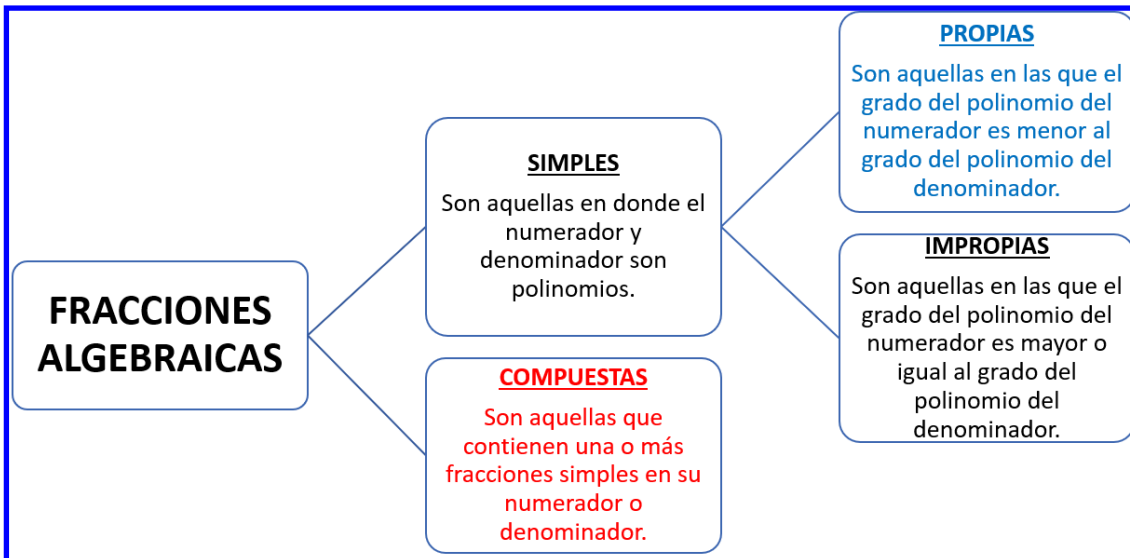 FRACCIONES
ALGEBRAICAS
SIMPLES
Son aquellas en donde el
numerador y
denominador son
polinomios.
COMPUESTAS
Son aquellas que
contienen una o más
fracciones simples en su
numerador o
denominador.
PROPIAS
Son aquellas en las que el
grado del polinomio del
numerador es menor al
grado del polinomio del
denominador.
IMPROPIAS
Son aquellas en las que el
grado del polinomio del
numerador es mayor o
igual al grado del
polinomio del
denominador.